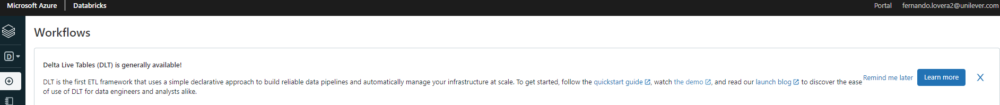 Microsoft Azure | Databricks Portal fernando.lovera2@unilever.com
Workflows
D
Delta Live Tables (DLT) is generally available!
DLT is the first ETL framework that uses a simple declarative approach to build reliable data pipelines and automatically manage your infrastructure at scale. To get started, follow the quickstart guide, watch the demo, and read our launch blog to discover the ease
of use of DLT for data engineers and analysts alike.
Remind me later Learn more X